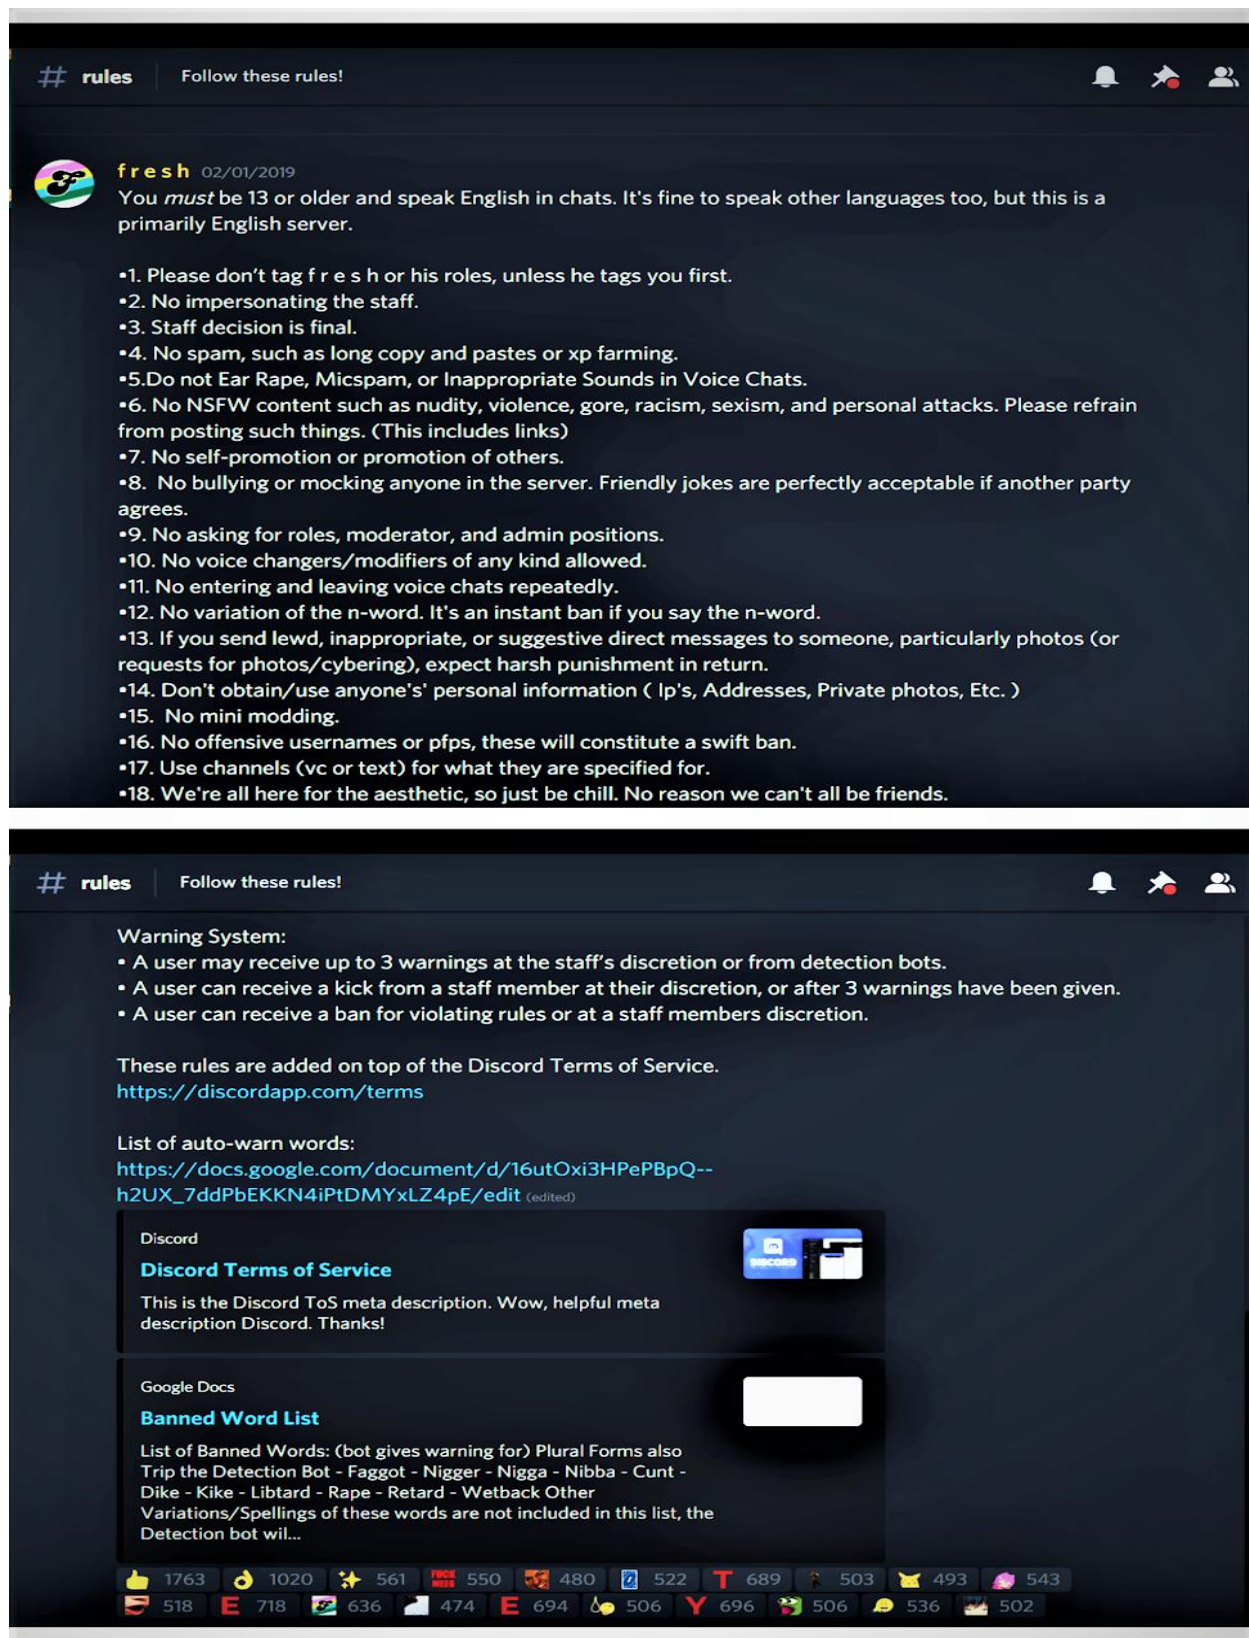 # rules Follow these rules!
f r e s h 02/01/2019
You must be 13 or older and speak English in chats. It's fine to speak other languages too, but this is a
primarily English server.
•1. Please don't tag f r e s h or his roles, unless he tags you first.
•2. No impersonating the staff.
•3. Staff decision is final.
•4. No spam, such as long copy and pastes or xp farming.
•5.Do not Ear Rape, Micspam, or Inappropriate Sounds in Voice Chats.
•6. No NSFW content such as nudity, violence, gore, racism, sexism, and personal attacks. Please refrain
from posting such things. (This includes links)
•7. No self-promotion or promotion of others.
•8. No bullying or mocking anyone in the server. Friendly jokes are perfectly acceptable if another party
agrees.
•9. No asking for roles, moderator, and admin positions.
•10. No voice changers/modifiers of any kind allowed.
•11. No entering and leaving voice chats repeatedly.
•12. No variation of the n-word. It's an instant ban if you say the n-word.
•13. If you send lewd, inappropriate, or suggestive direct messages to someone, particularly photos (or
requests for photos/cybering), expect harsh punishment in return.
•14. Don't obtain/use anyone's' personal information ( Ip's, Addresses, Private photos, Etc. )
•15. No mini modding.
•16. No offensive usernames or pfps, these will constitute a swift ban.
•17. Use channels (vc or text) for what they are specified for.
•18. We're all here for the aesthetic, so just be chill. No reason we can't all be friends.
# rules Follow these rules!
Warning System:
• A user may receive up to 3 warnings at the staff's discretion or from detection bots.
• A user can receive a kick from a staff member at their discretion, or after 3 warnings have been given.
• A user can receive a ban for violating rules or at a staff members discretion.
These rules are added on top of the Discord Terms of Service.
https://discordapp.com/terms
List of auto-warn words:
https://docs.google.com/document/d/16utOxi3HPePBpQ--
h2UX_7ddPbEKKN4iPtDMYxLZ4pE/edit (edited)
Discord
DISCORD
Discord Terms of Service
This is the Discord ToS meta description. Wow, helpful meta
description Discord. Thanks!
Google Docs
Banned Word List
List of Banned Words: (bot gives warning for) Plural Forms also
Trip the Detection Bot - Faggot - Nigger - Nigga - Nibba - Cunt -
Dike - Kike - Libtard - Rape - Retard - Wetback Other
Variations/Spellings of these words are not included in this list, the
Detection bot wil...
1763 1020 561 FUCK MEEG 550 480 522 T 689 503 493 543
518 E 718 636 474 E 694 506 Y 696 506 536 502